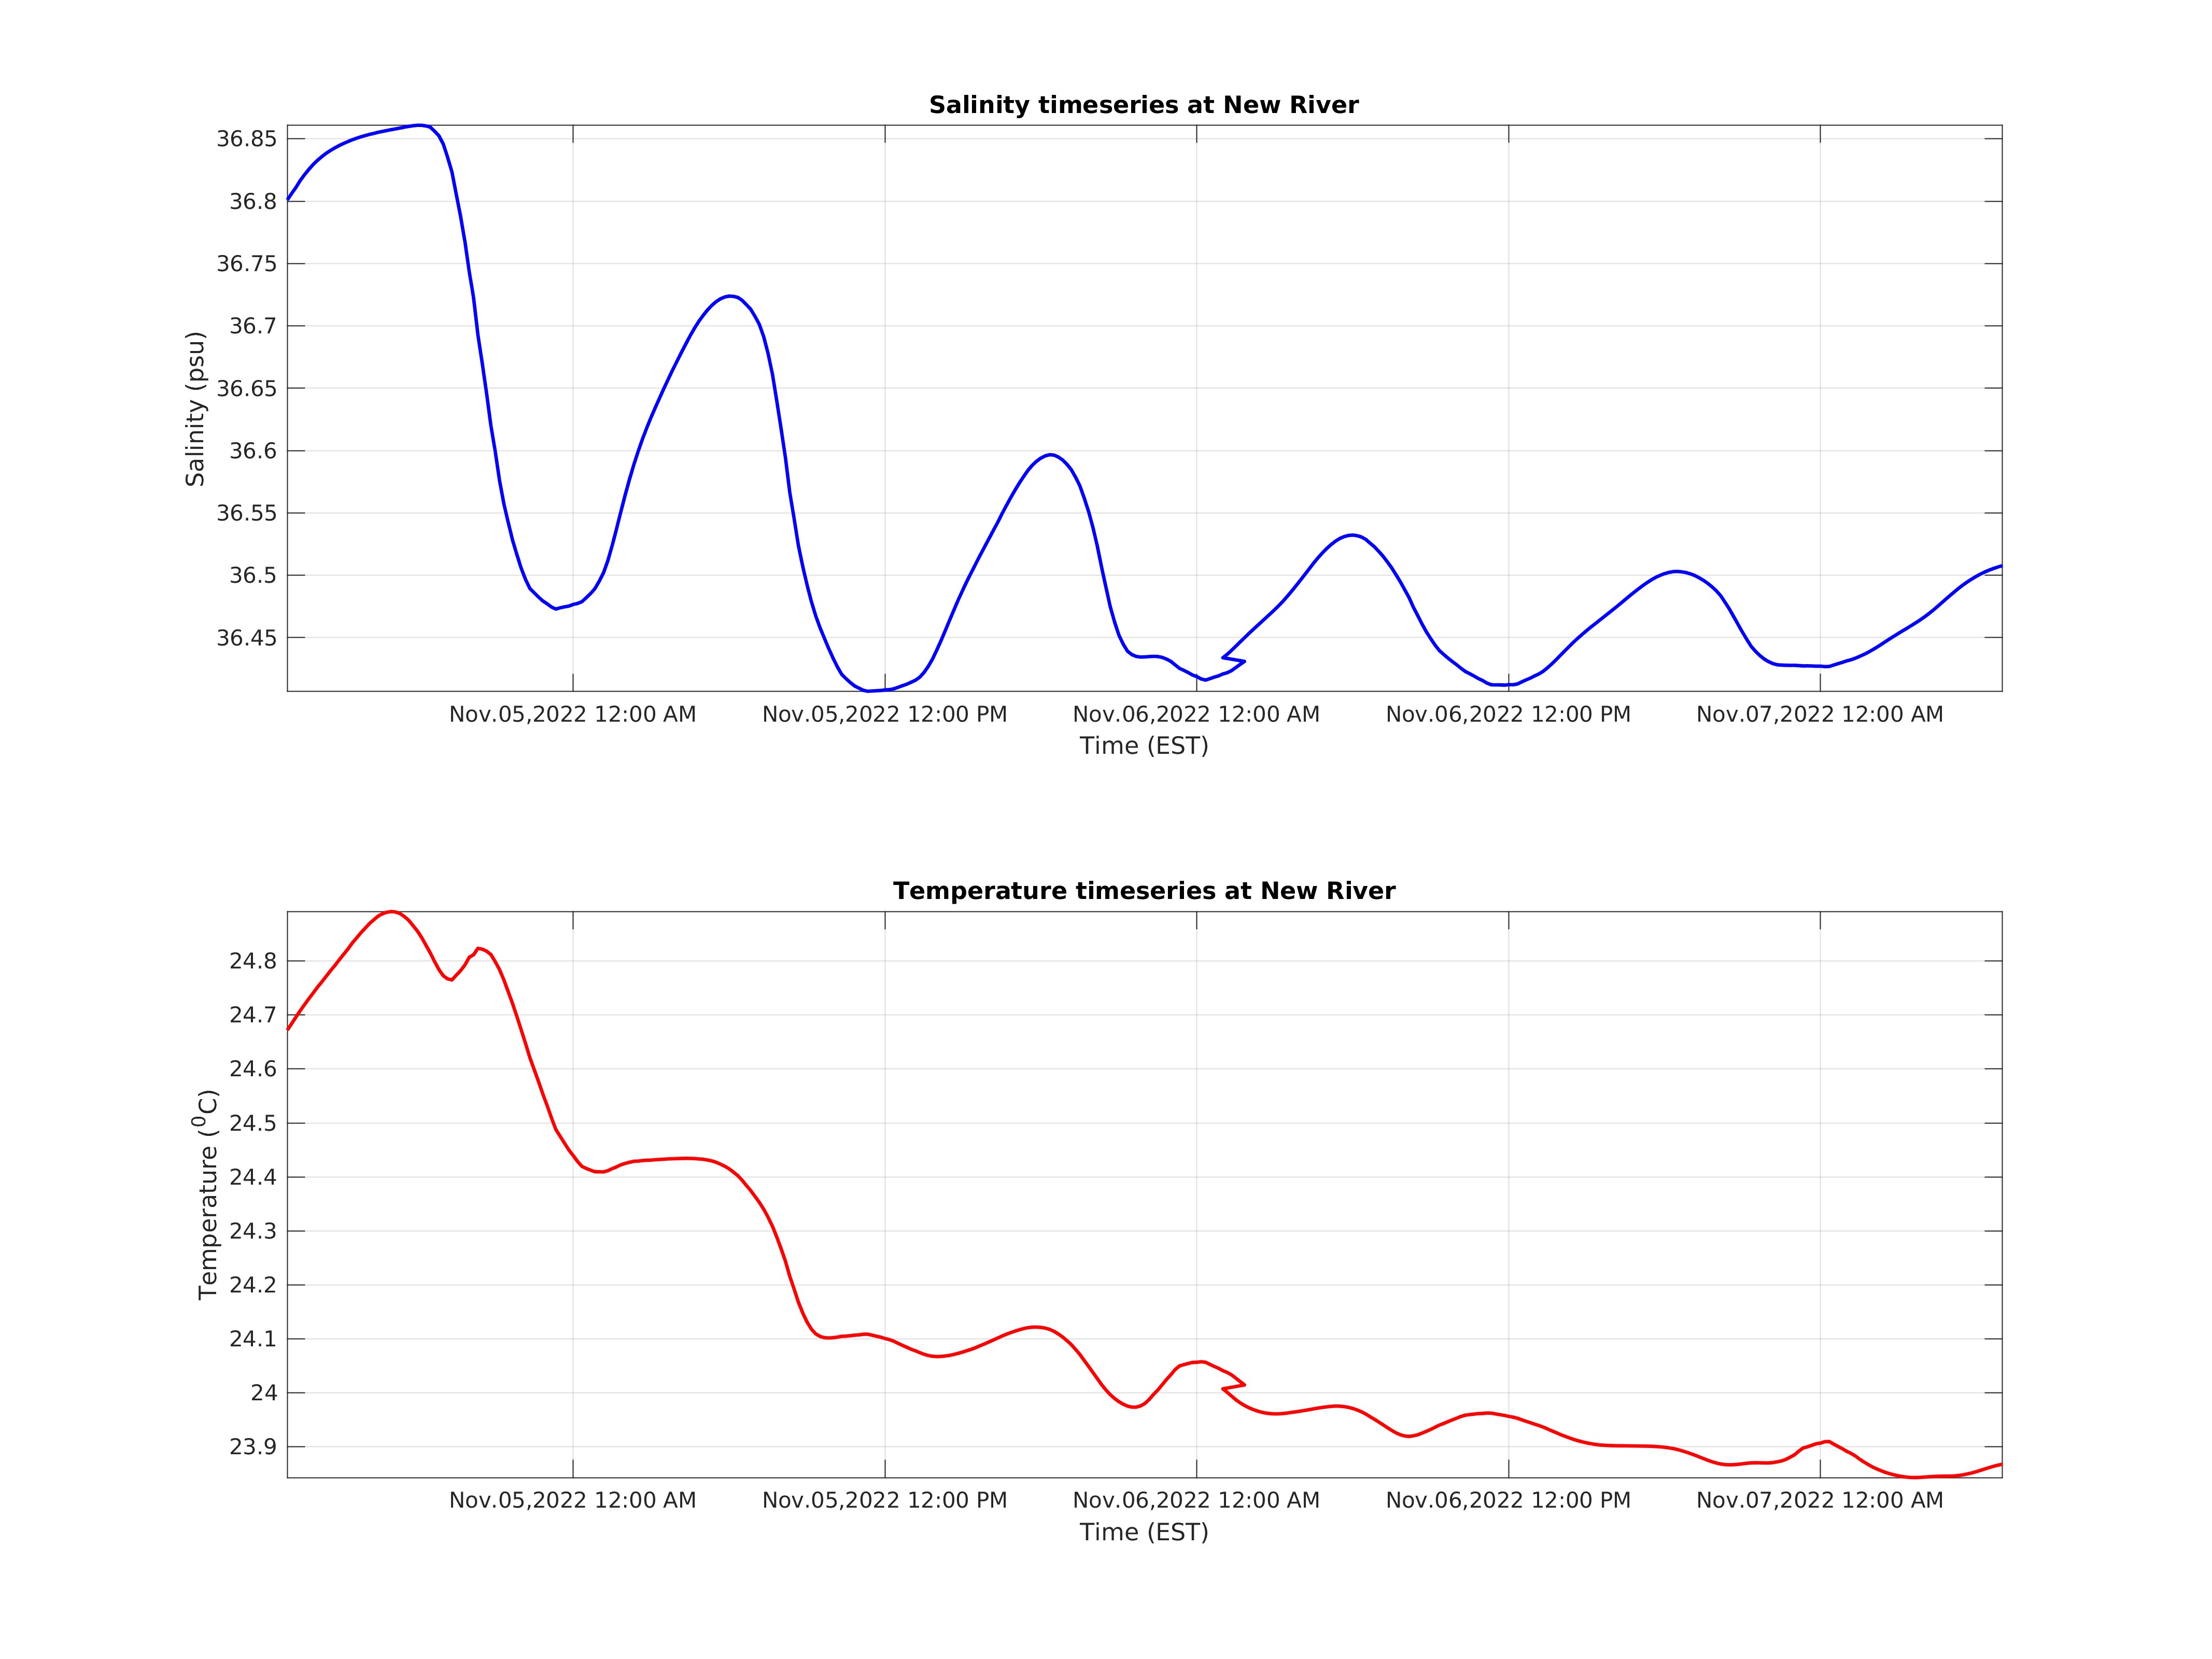 Salinity timeseries at New River
36.85
36.8
36.75
36.7
36.65
36.6
36.55
36.5
36.45
Salinity (psu)
Nov.05,2022 12:00 AM
Nov.05,2022 12:00 PM
Nov.06,2022 12:00 AM
Nov.06,2022 12:00 PM
Nov.07,2022 12:00 AM
Time (EST)
Temperature timeseries at New River
24.8
24.7
24.6
24.5
24.4
24.3
24.2
24.1
24
23.9
Temperature (⁰C)
Nov.05,2022 12:00 AM
Nov.05,2022 12:00 PM
Nov.06,2022 12:00 AM
Nov.06,2022 12:00 PM
Nov.07,2022 12:00 AM
Time (EST)